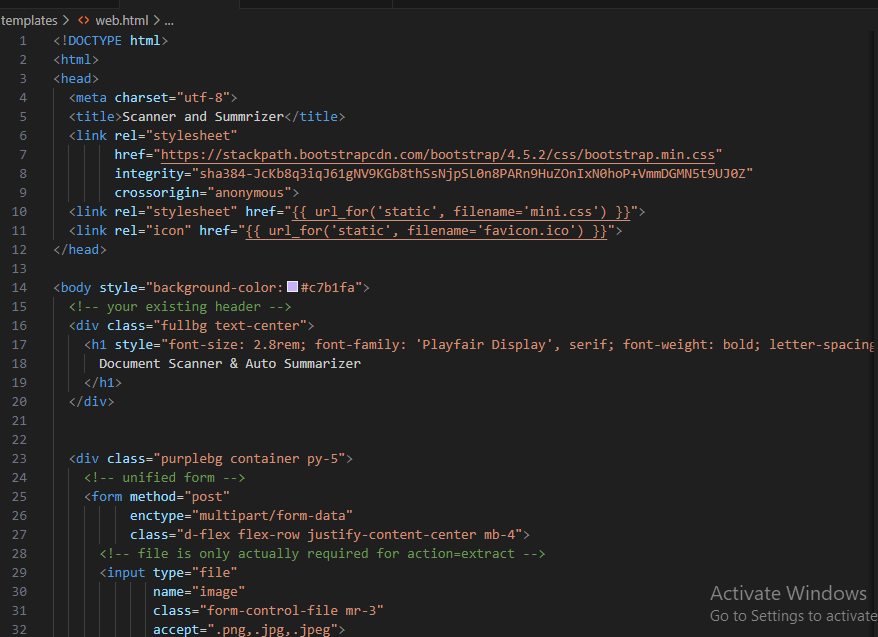 templates > <> web.html > ...
1 <!DOCTYPE html>
2 <html>
3 <head>
4 <meta charset="utf-8">
5 <title>Scanner and Summrizer</title>
6 <link rel="stylesheet"
7 href="https://stackpath.bootstrapcdn.com/bootstrap/4.5.2/css/bootstrap.min.css"
8 integrity="sha384-JcKb8q3iqJ61gNV9KGb8thSsNjpSL0n8PARn9HuZOnIxN0hoP+VmmDGMN5t9UJ0Z"
9 crossorigin="anonymous">
10 <link rel="stylesheet" href="{{ url_for('static', filename='mini.css') }}">
11 <link rel="icon" href="{{ url_for('static', filename='favicon.ico') }}">
12 </head>
13
14 <body style="background-color:#c7b1fa">
15 <!-- your existing header -->
16 <div class="fullbg text-center">
17 <h1 style="font-size: 2.8rem; font-family: 'Playfair Display', serif; font-weight: bold; letter-spacing
18 Document Scanner & Auto Summarizer
19 </h1>
20 </div>
21
22
23 <div class="purplebg container py-5">
24 <!-- unified form -->
25 <form method="post"
26 enctype="multipart/form-data"
27 class="d-flex flex-row justify-content-center mb-4">
28 <!-- file is only actually required for action=extract -->
29 <input type="file"
30 name="image"
31 class="form-control-file mr-3"
32 accept=".png,.jpg,.jpeg">
Activate Windows
Go to Settings to activate